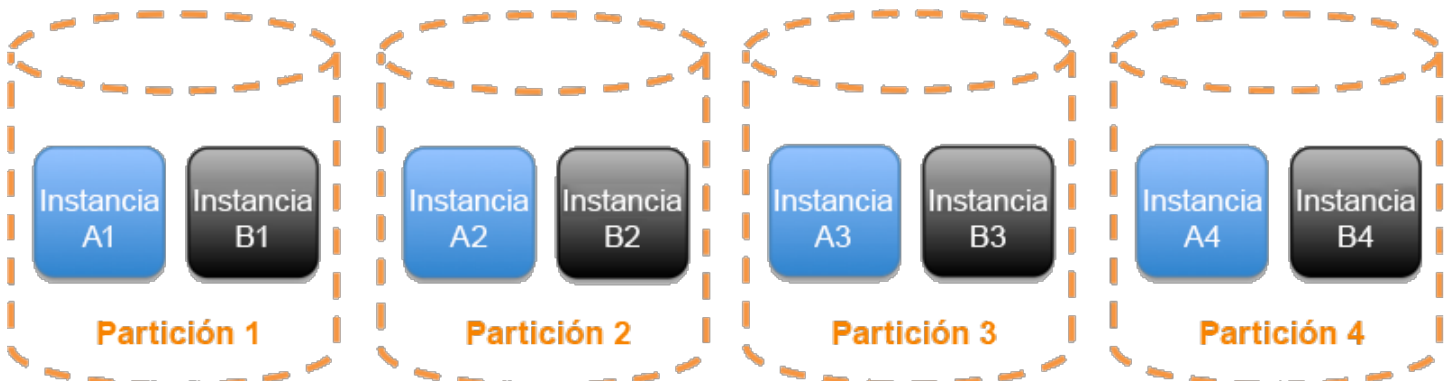 Instancia
A1
Instancia
B1
Partición 1
Instancia
A2
Instancia
B2
Partición 2
Instancia
A3
Instancia
B3
Partición 3
Instancia
A4
Instancia
B4
Partición 4